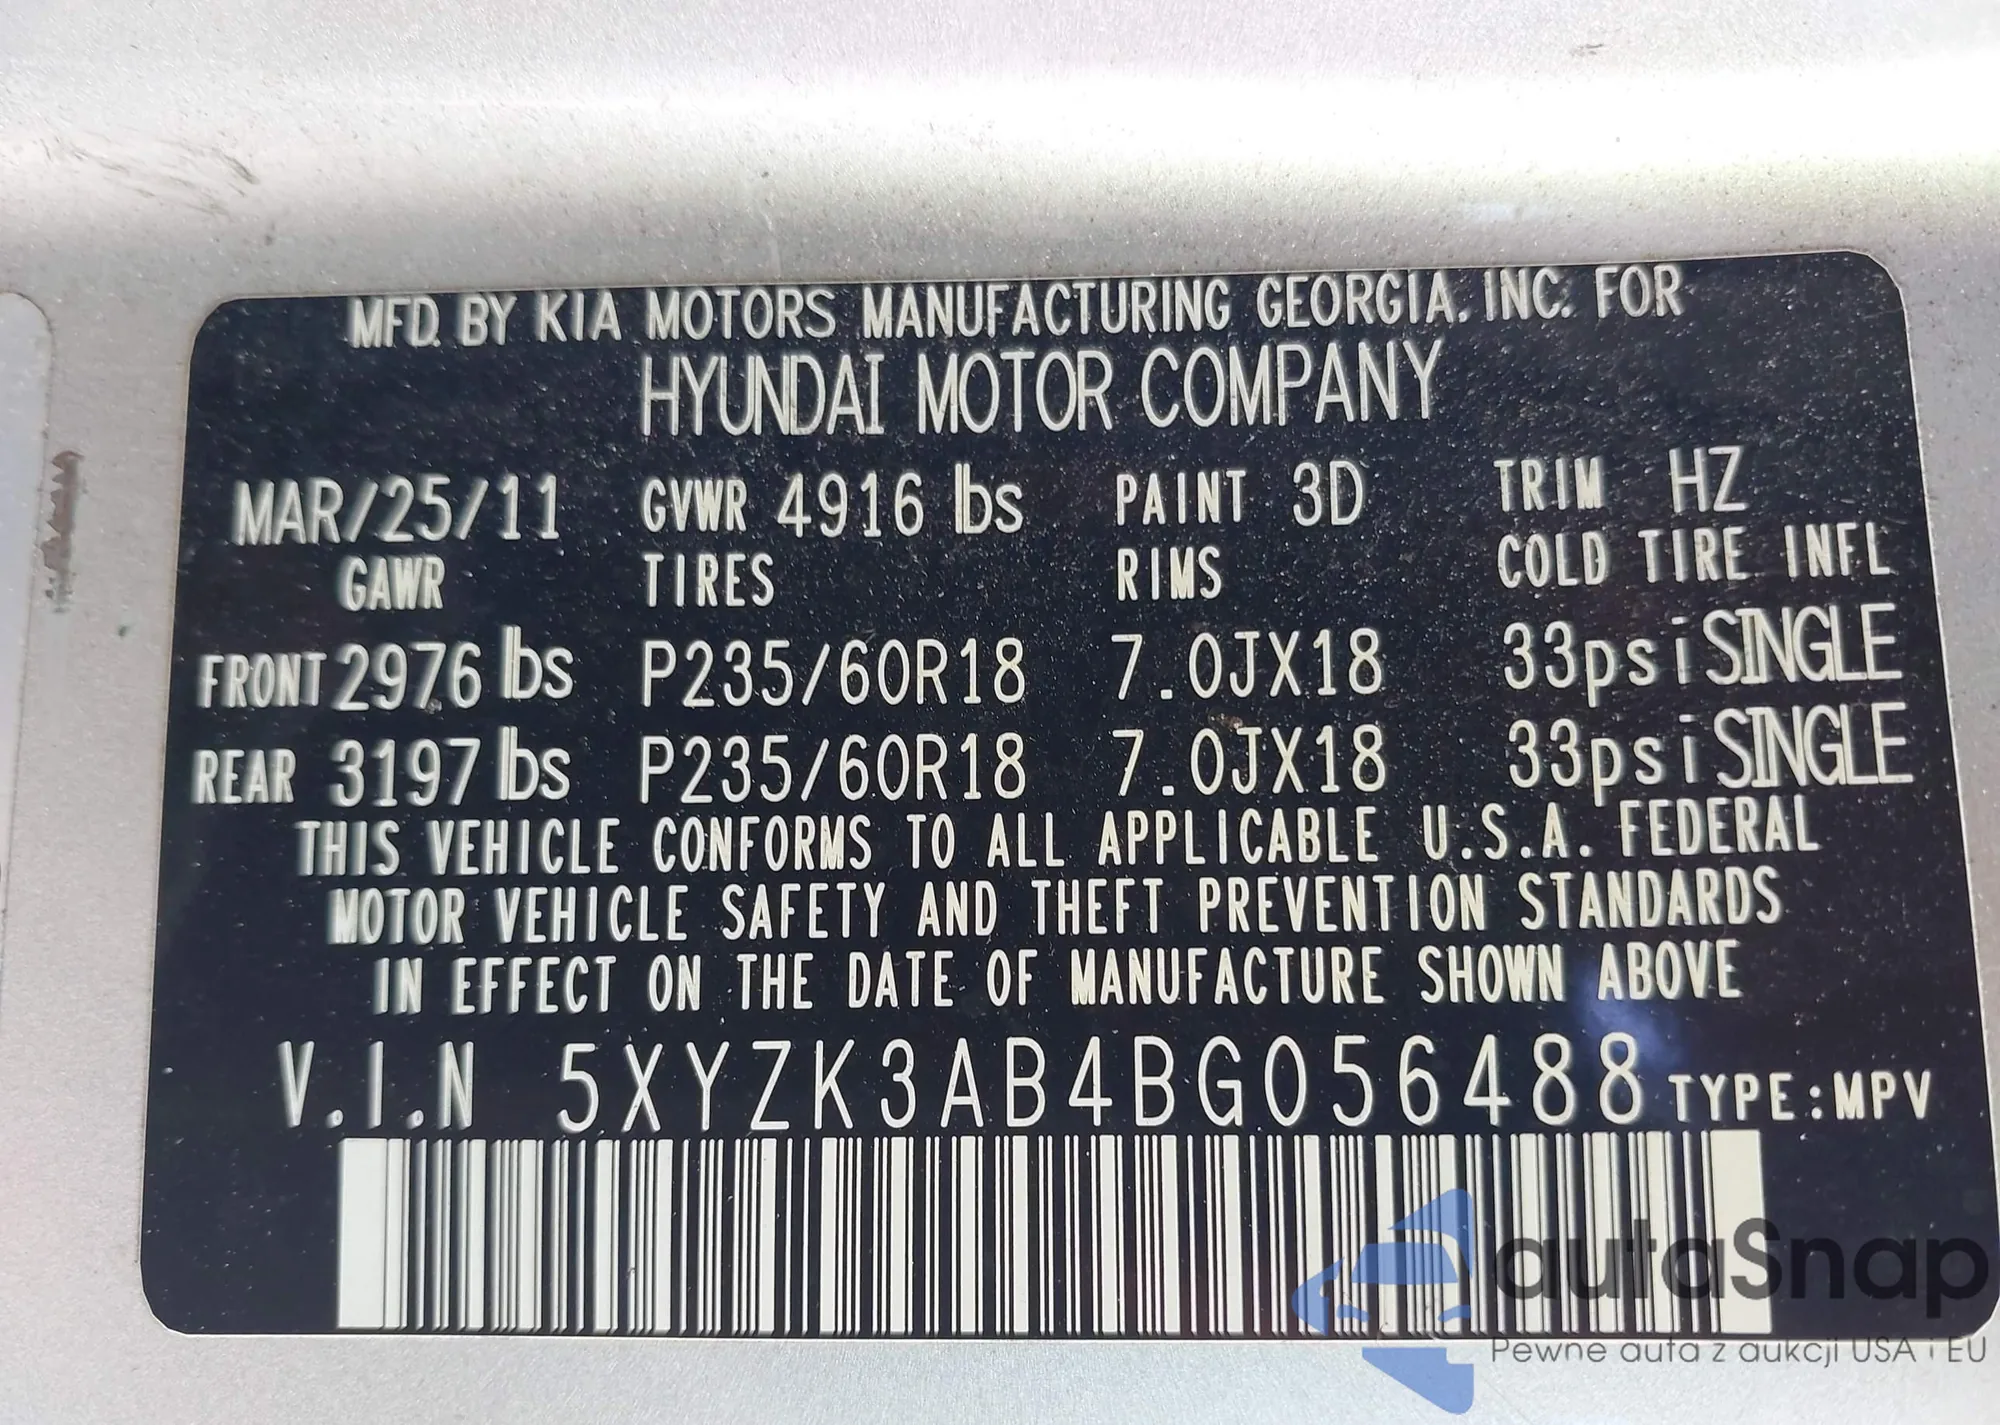 MFD. BY KIA MOTORS MANUFACTURING GEORGIA, INC. FOR
HYUNDAI MOTOR COMPANY
MAR/25/11 GVWR 4916 lbs PAINT 3D TRIM HZ
GAWR TIRES RIMS COLD TIRE INFL
FRONT 2976 lbs P235/60R18 7.0JX18 33psi SINGLE
REAR 3197 lbs P235/60R18 7.0JX18 33psi SINGLE
THIS VEHICLE CONFORMS TO ALL APPLICABLE U.S.A. FEDERAL
MOTOR VEHICLE SAFETY AND THEFT PREVENTION STANDARDS
IN EFFECT ON THE DATE OF MANUFACTURE SHOWN ABOVE
V.I.N 5XYZK3AB4BG056488 TYPE:MPV
autaSnap
Pewne auta z aukcji USA i EU